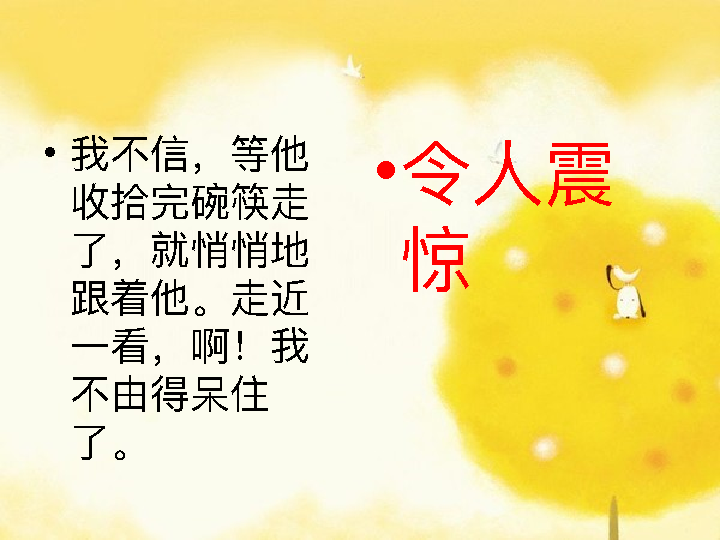 • 我不信，等他
收拾完碗筷走
了，就悄悄地
跟着他。走近
一看，啊！我
不由得呆住
了。
•令人震
惊